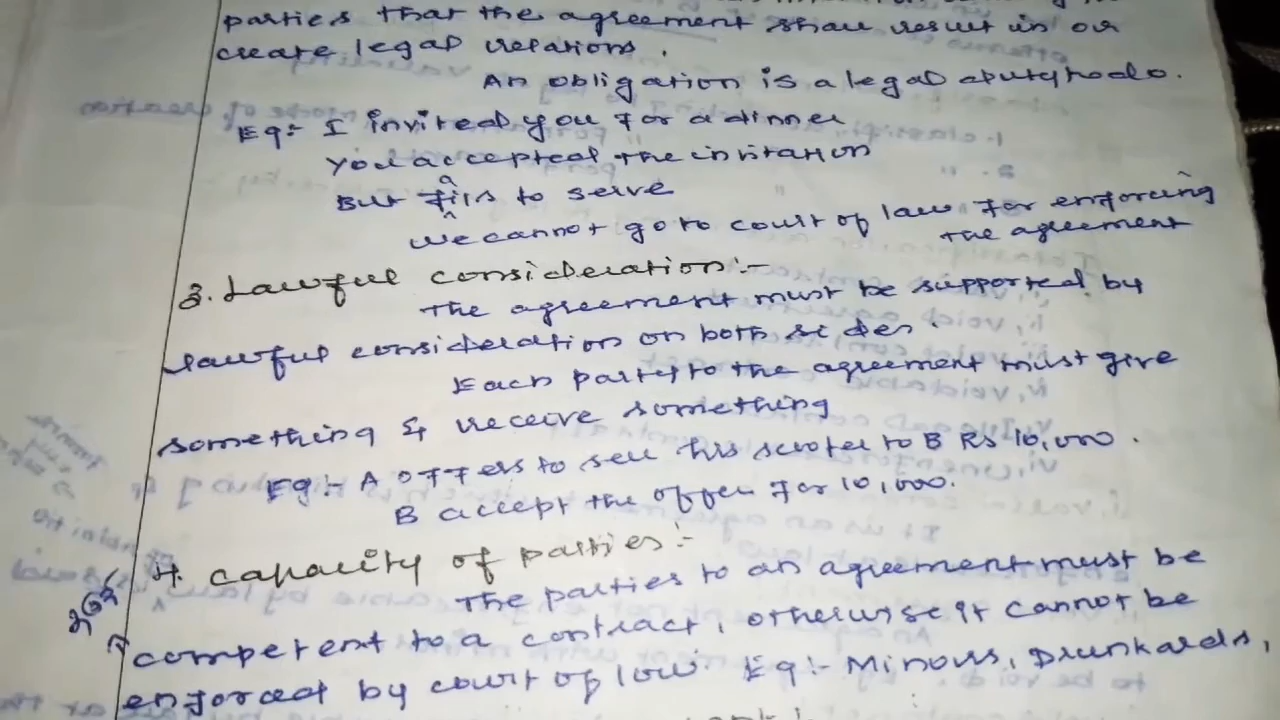 parties that the agreement shall result in or
create legal relations.
An obligation is a legal duty to do.
Eg:- I invited you for a dinner
you accepted the invitation
But fails to serve
we cannot go to court of law for enforcing
the agreement
3. Lawful consideration:-
The agreement must be supported by
lawful consideration on both sides.
Each party to the agreement must give
something & receive something
Eg:- A offers to sell his scooter to B Rs 10,000.
B accept the offer for 10,000.
4. capacity of parties:-
The parties to an agreement must be
competent to a contract, otherwise it cannot be
enforced by court of low. Eg:- Minors, Drunkards,